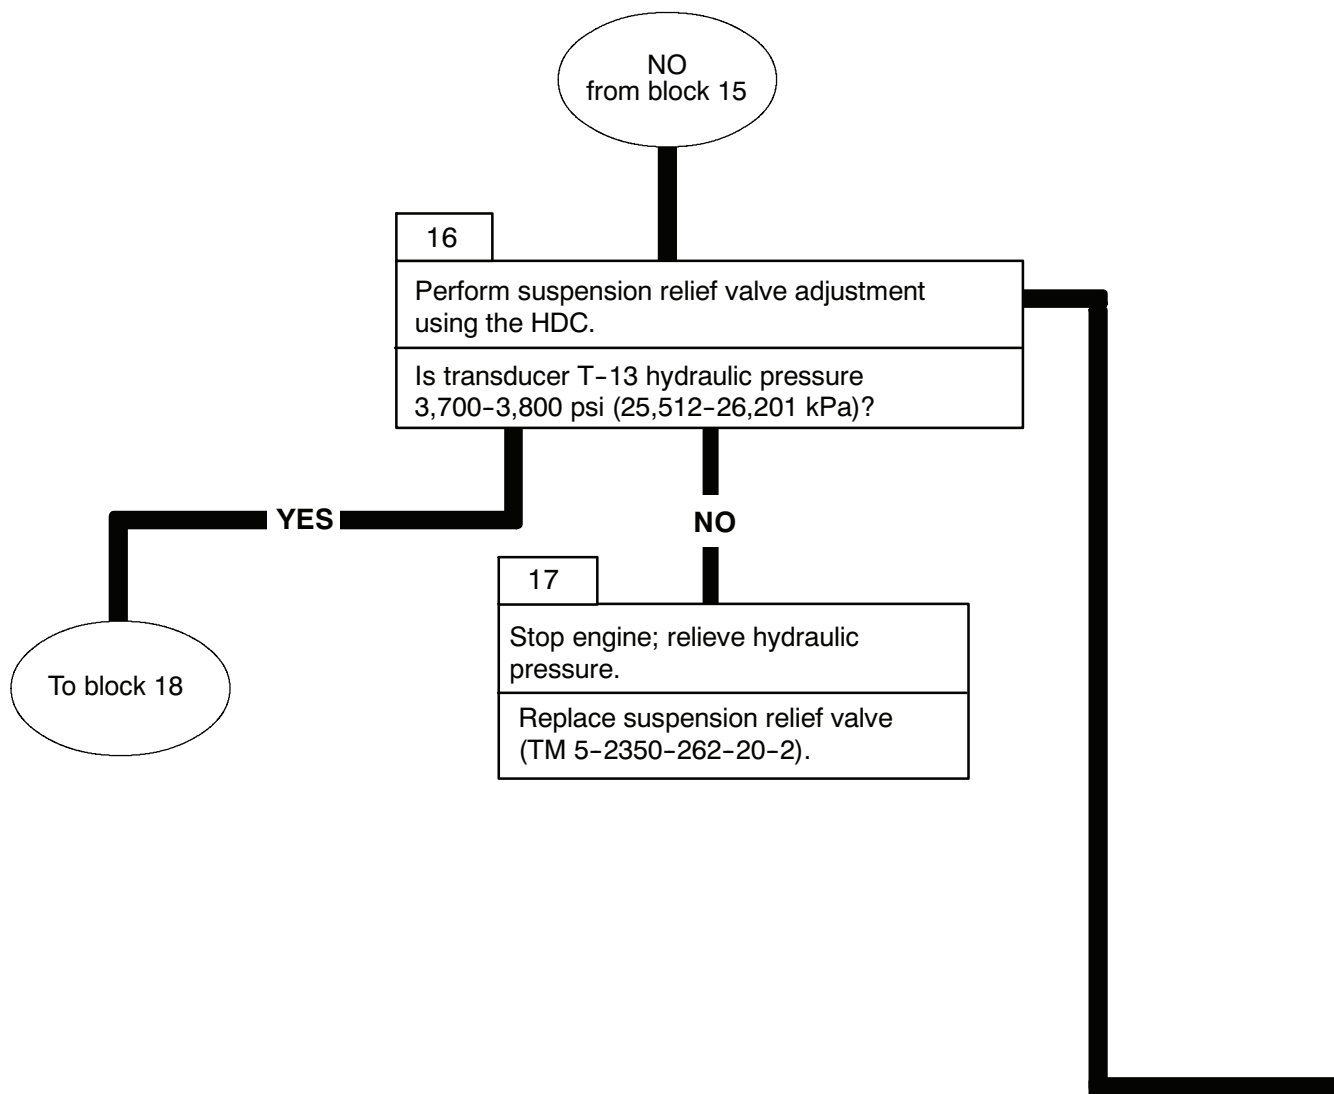 NO
from block 15
16
Perform suspension relief valve adjustment
using the HDC.
Is transducer T-13 hydraulic pressure
3,700-3,800 psi (25,512-26,201 kPa)?
YES
NO
17
Stop engine; relieve hydraulic
pressure.
To block 18
Replace suspension relief valve
(TM 5-2350-262-20-2).